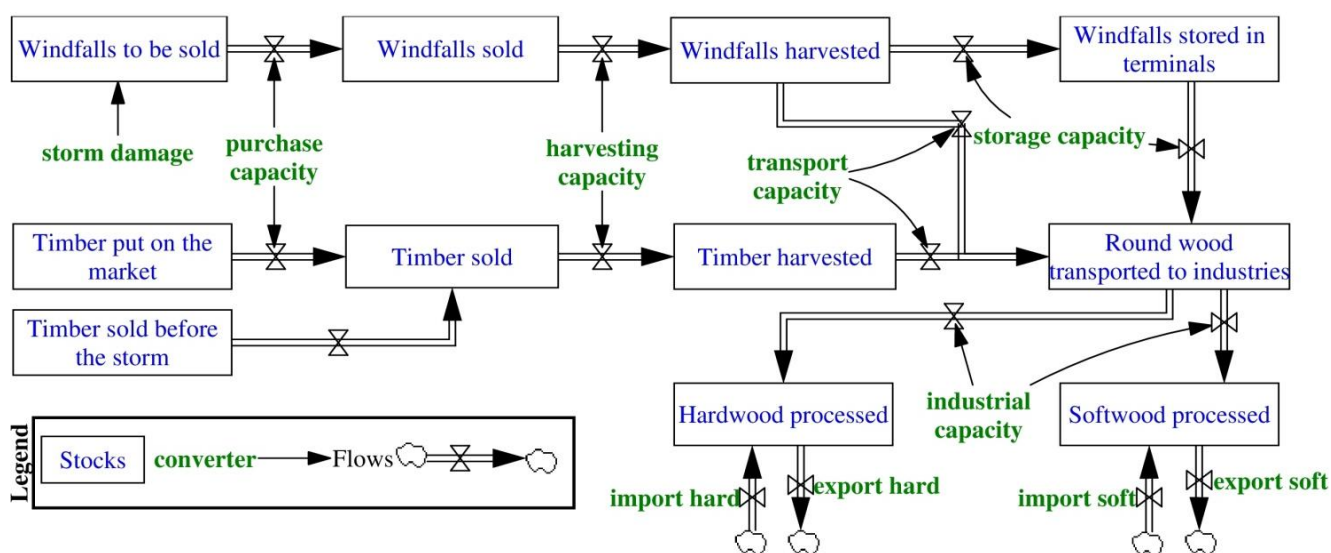 Windfalls to be sold
Windfalls sold
Windfalls harvested
Windfalls stored in
terminals
storm damage
purchase
capacity
harvesting
capacity
transport
capacity
storage capacity
Timber put on the
market
Timber sold
Timber harvested
Round wood
transported to industries
Timber sold before
the storm
Hardwood processed
industrial
capacity
Softwood processed
Legend
Stocks
converter
Flows
import hard
export hard
import soft
export soft